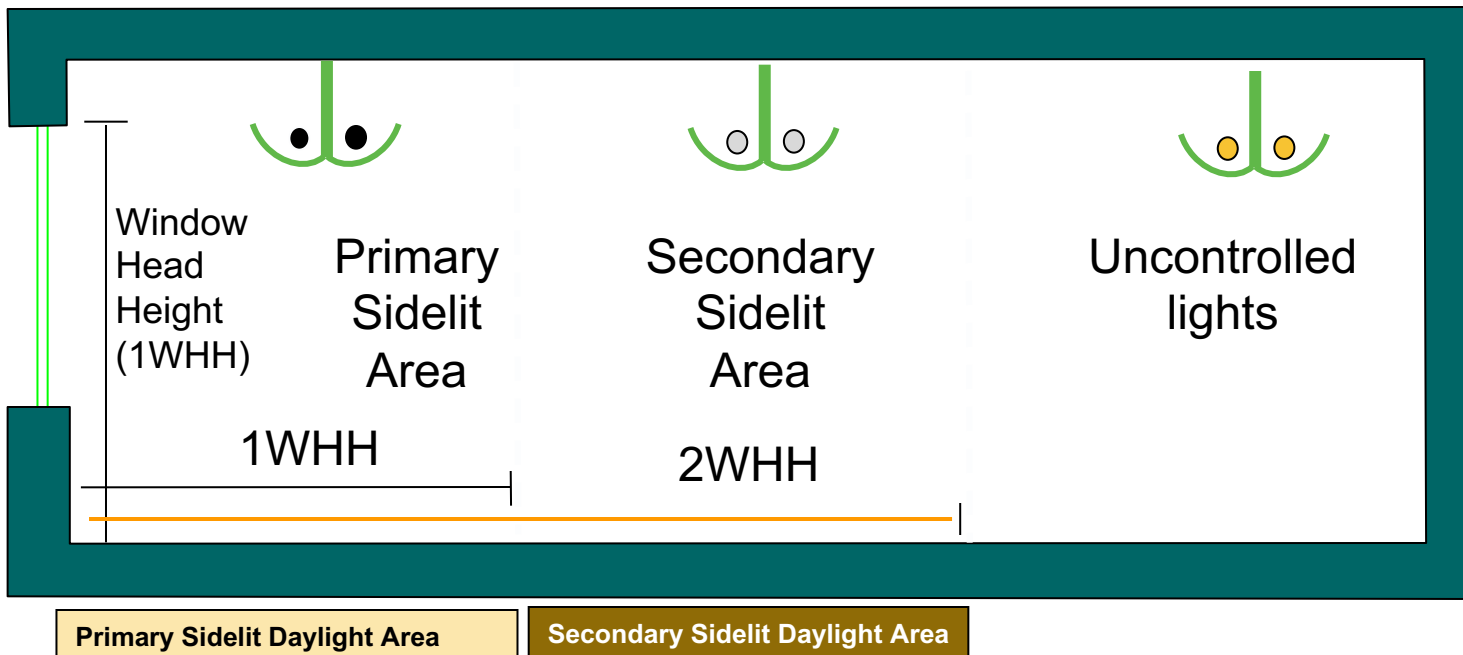 Window
Head
Height
(1WHH)
Primary
Sidelit
Area
Secondary
Sidelit
Area
Uncontrolled
lights
1WHH
2WHH
Primary Sidelit Daylight Area
Secondary Sidelit Daylight Area